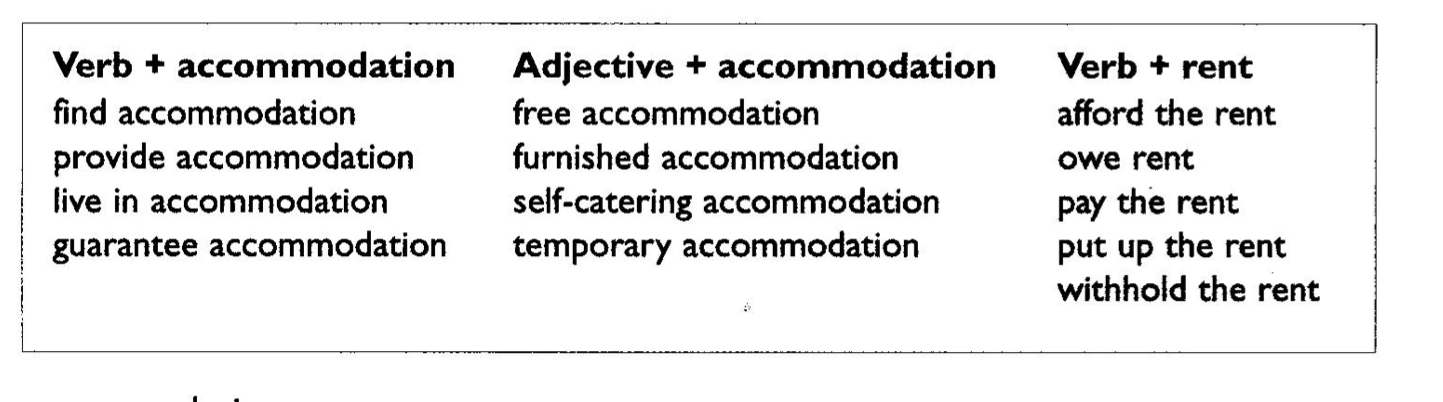 Verb + accommodation
find accommodation
provide accommodation
live in accommodation
guarantee accommodation
Adjective + accommodation
free accommodation
furnished accommodation
self-catering accommodation
temporary accommodation
Verb + rent
afford the rent
owe rent
pay the rent
put up the rent
withhold the rent